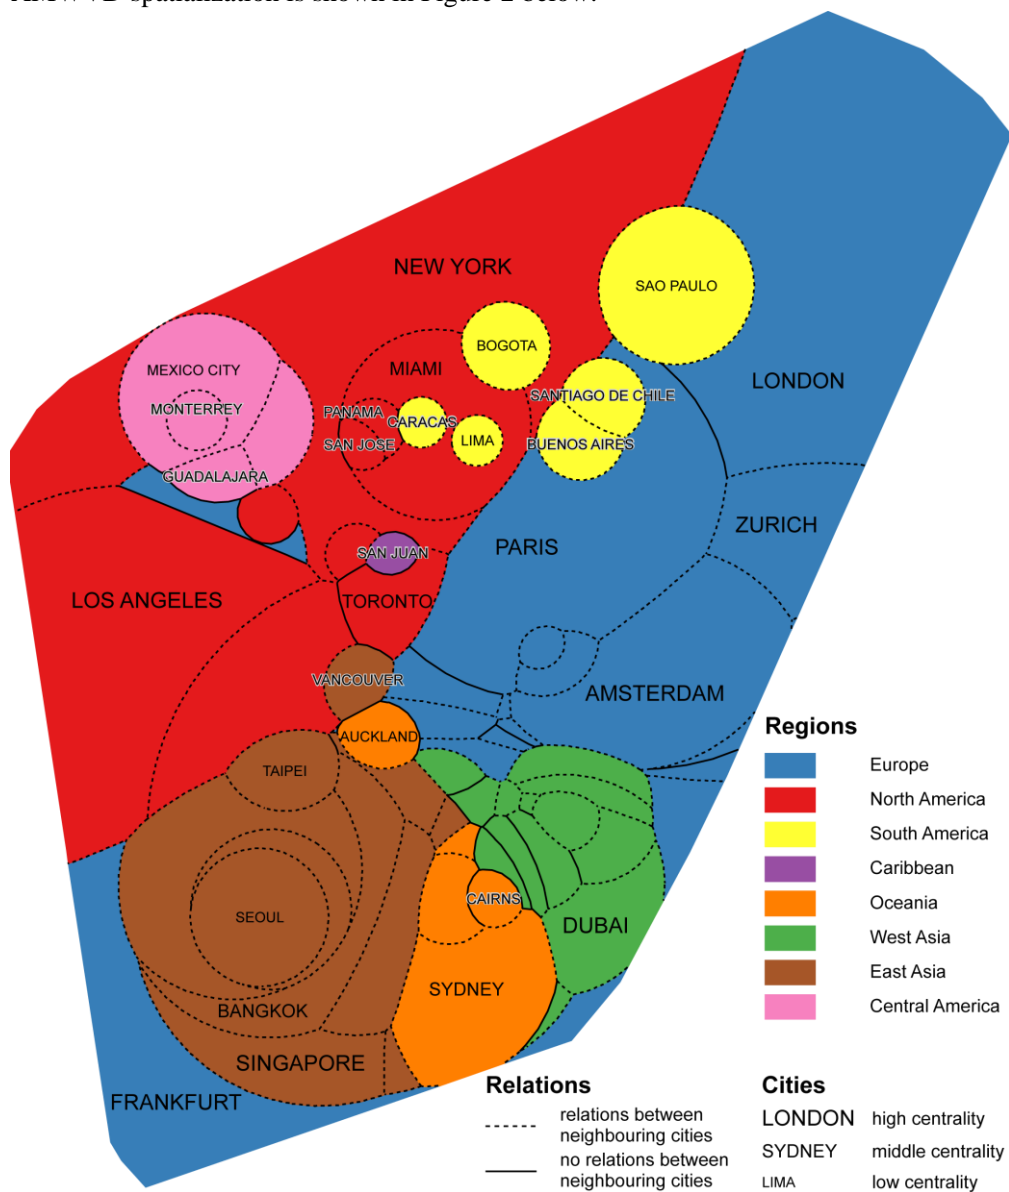 AMW VD spatialization is shown in Figure 2 below.
NEW YORK
SAO PAULO
BOGOTA
MEXICO CITY
MIAMI
LONDON
SANTIAGO DE CHILE
MONTERREY
PANAMA
CARACAS
SAN JOSE
LIMA
BUENOS AIRES
GUADALAJARA
ZURICH
PARIS
SAN JUAN
LOS ANGELES
TORONTO
VANCOUVER
AMSTERDAM
AUCKLAND
TAIPEI
CAIRNS
SEOUL
DUBAI
SYDNEY
BANGKOK
SINGAPORE
FRANKFURT
Regions
Europe
North America
South America
Caribbean
Oceania
West Asia
East Asia
Central America
Relations
relations between
neighbouring cities
no relations between
neighbouring cities
Cities
LONDON high centrality
SYDNEY middle centrality
LIMA low centrality